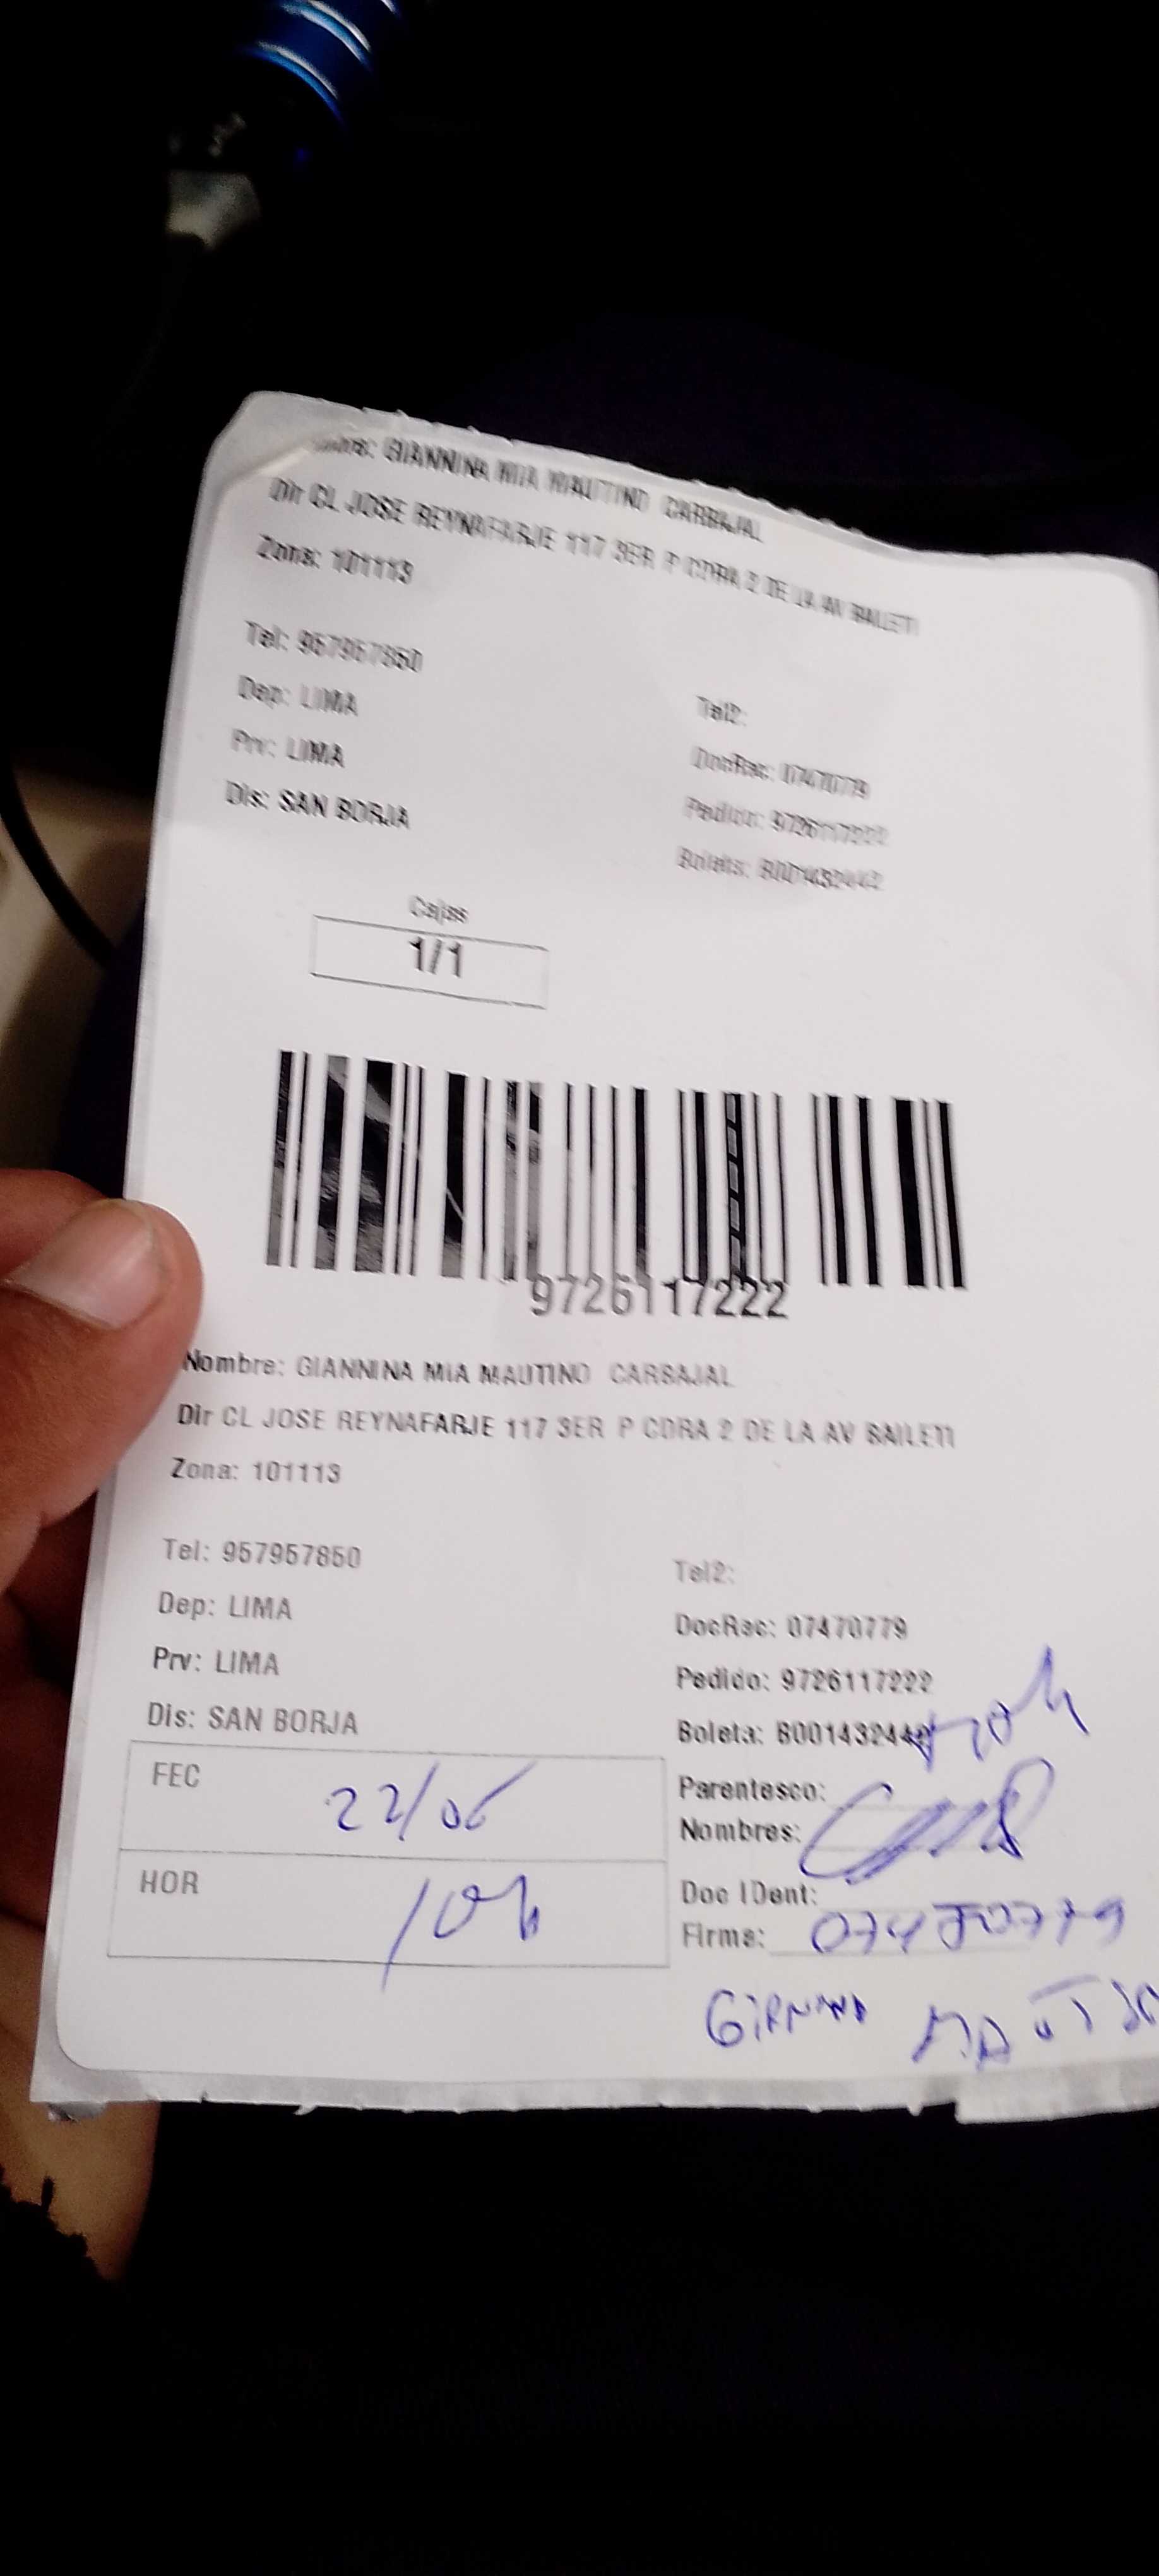 GIANNINA MIA MAUTINO CARBAJAL
Dir CL JOSE REYNAFARJE 117 3ER P CDRA 2 DE LA AV BAILETI
Zona: 101113
Tel: 957957850
Dep: LIMA
Tel2:
Prv: LIMA
DocRec: 07470779
Dis: SAN BORJA
Pedido: 9726117222
Boleta:
Cajas
1/1
9726117222
Nombre: GIANNINA MIA MAUTINO CARBAJAL
Dir CL JOSE REYNAFARJE 117 3ER P CDRA 2 DE LA AV BAILETI
Zona: 101113
Tel: 957957850
Tel2:
Dep: LIMA
DocRec: 07470779
Prv: LIMA
Pedido: 9726117222
Dis: SAN BORJA
Boleta:
FEC 22/06
Parentesco:
Nombres:
HOR 10h
Doc IDent:
Firma: 07470779